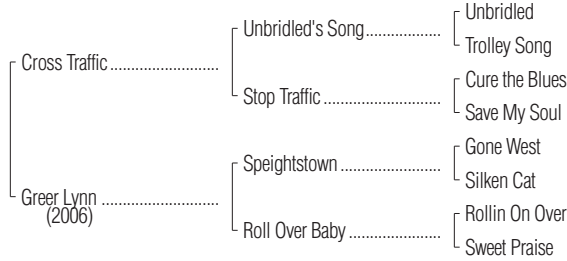 Unbridled
Unbridled's Song..................
Trolley Song
Cross Traffic..........................
Cure the Blues
Stop Traffic............................
Save My Soul
Gone West
Speightstown........................
Silken Cat
Greer Lynn............................
(2006)
Rollin On Over
Roll Over Baby......................
Sweet Praise